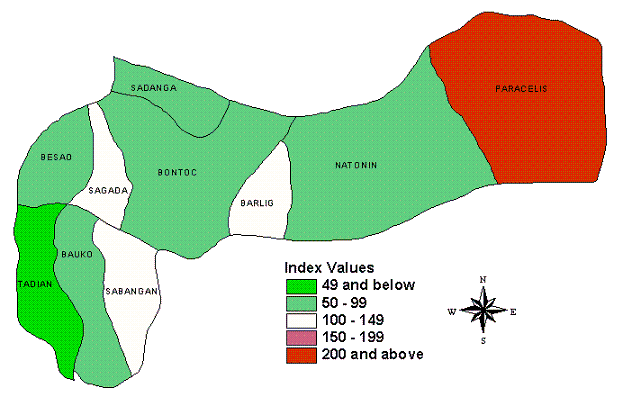 SADANGA
PARACELIS
BESAO
SAGADA
BONTOC
NATONIN
BARLIG
BAUKO
TADIAN
SABANGAN
Index Values
49 and below
50 - 99
100 - 149
150 - 199
200 and above
N
W E
S